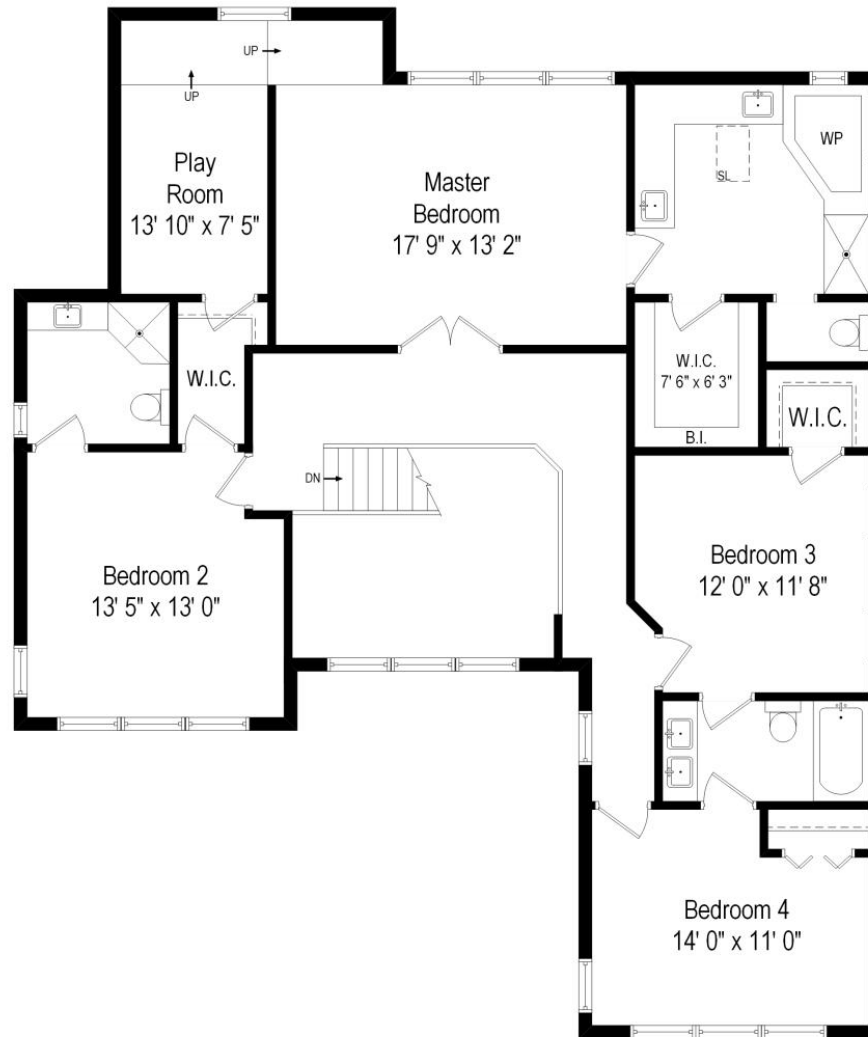 UP
UP
Play
Room
13' 10" x 7' 5"
Master
Bedroom
17' 9" x 13' 2"
SL
WP
W.I.C.
W.I.C.
7' 6" x 6' 3"
B.I.
W.I.C.
DN
Bedroom 2
13' 5" x 13' 0"
Bedroom 3
12' 0" x 11' 8"
Bedroom 4
14' 0" x 11' 0"